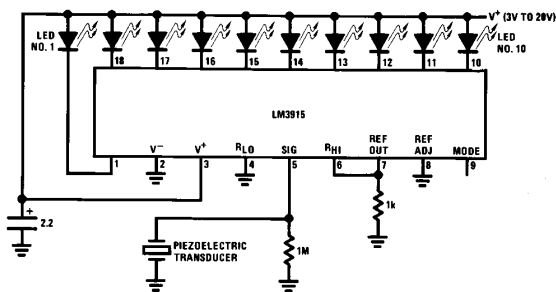 V+ (3V TO 20V)
LED
NO. 1
LED
NO. 10
18
17
16
15
14
13
12
11
10
LM3915
V−
V+
RLO
SIG
RHI
REF
OUT
REF
ADJ
MODE
1
2
3
4
5
6
7
8
9
+
2.2
1k
PIEZOELECTRIC
TRANSDUCER
1M